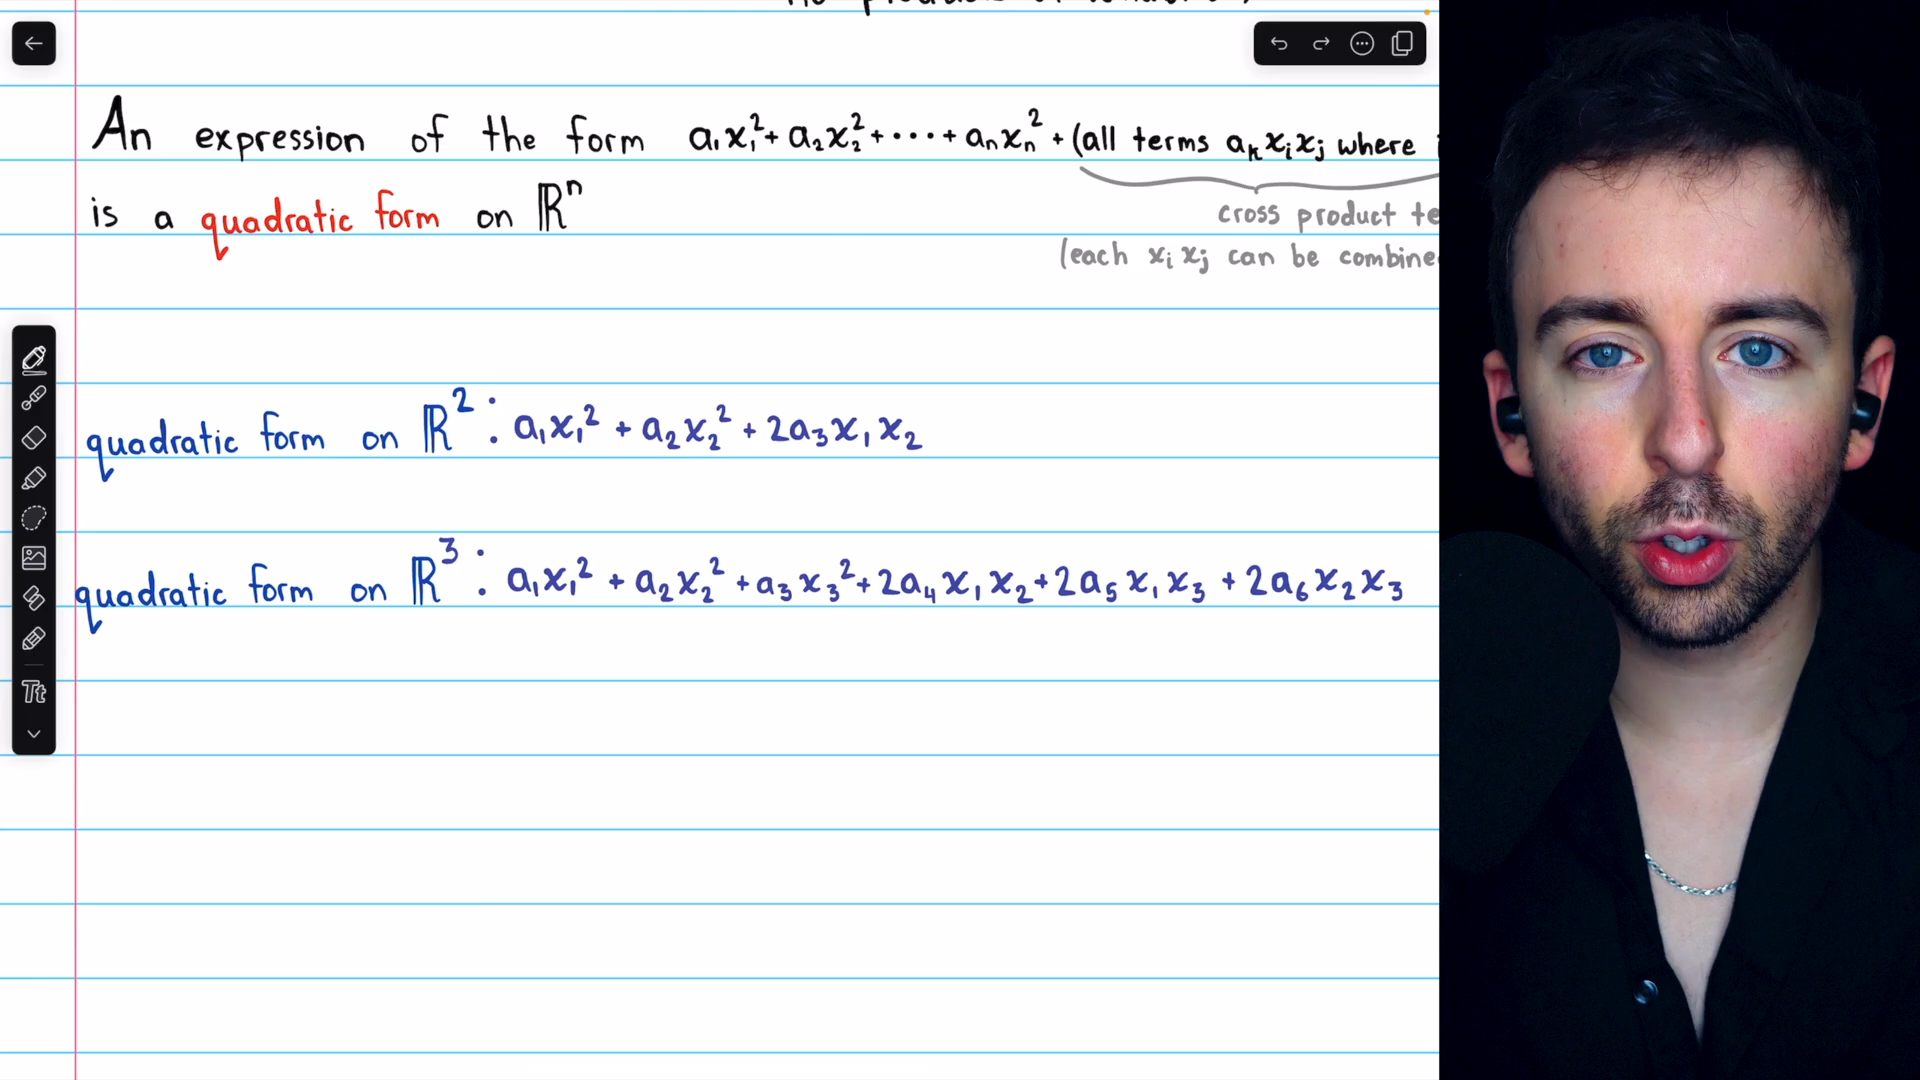 An expression of the form a₁x₁² + a₂x₂² + ··· + aₙxₙ² + (all terms aₖxᵢxⱼ where
is a quadratic form on ℝⁿ
cross product te
(each xᵢxⱼ can be combine
quadratic form on ℝ²: a₁x₁² + a₂x₂² + 2a₃x₁x₂
quadratic form on ℝ³: a₁x₁² + a₂x₂² + a₃x₃² + 2a₄x₁x₂ + 2a₅x₁x₃ + 2a₆x₂x₃
Tt